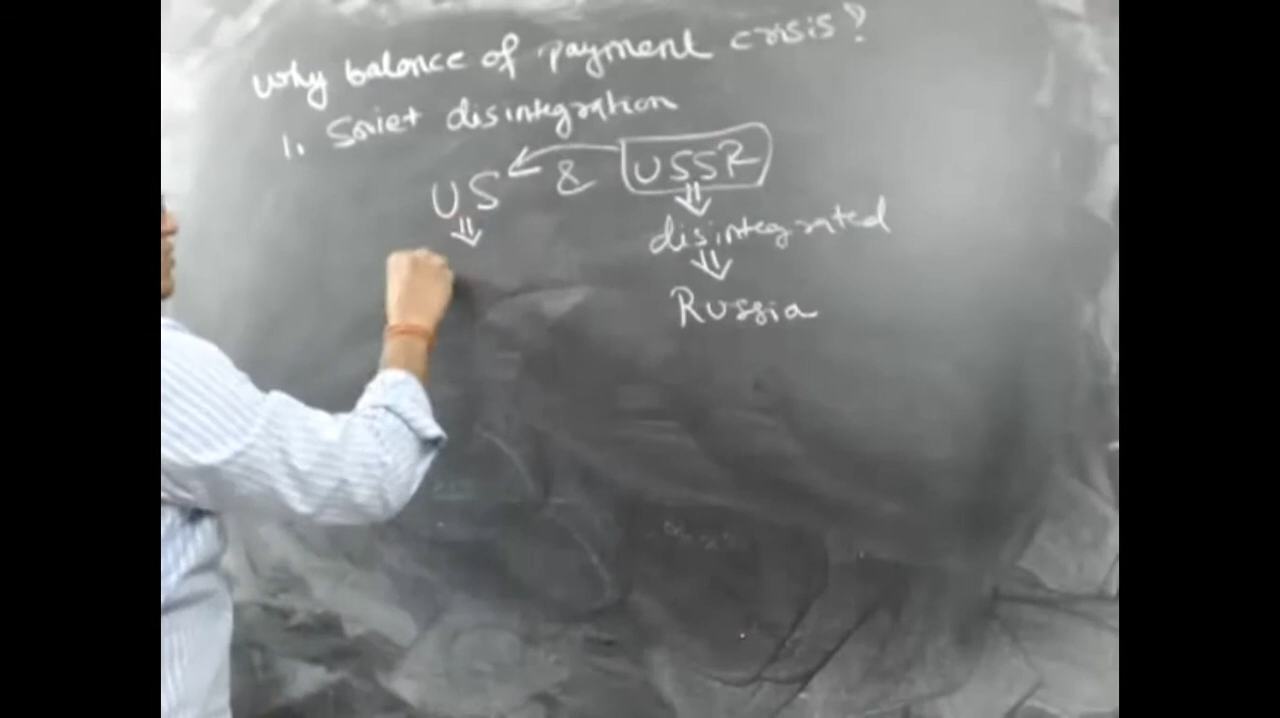 Why balance of payment crisis?
1. Soviet disintegration
US & USSR
disintegrated
Russia